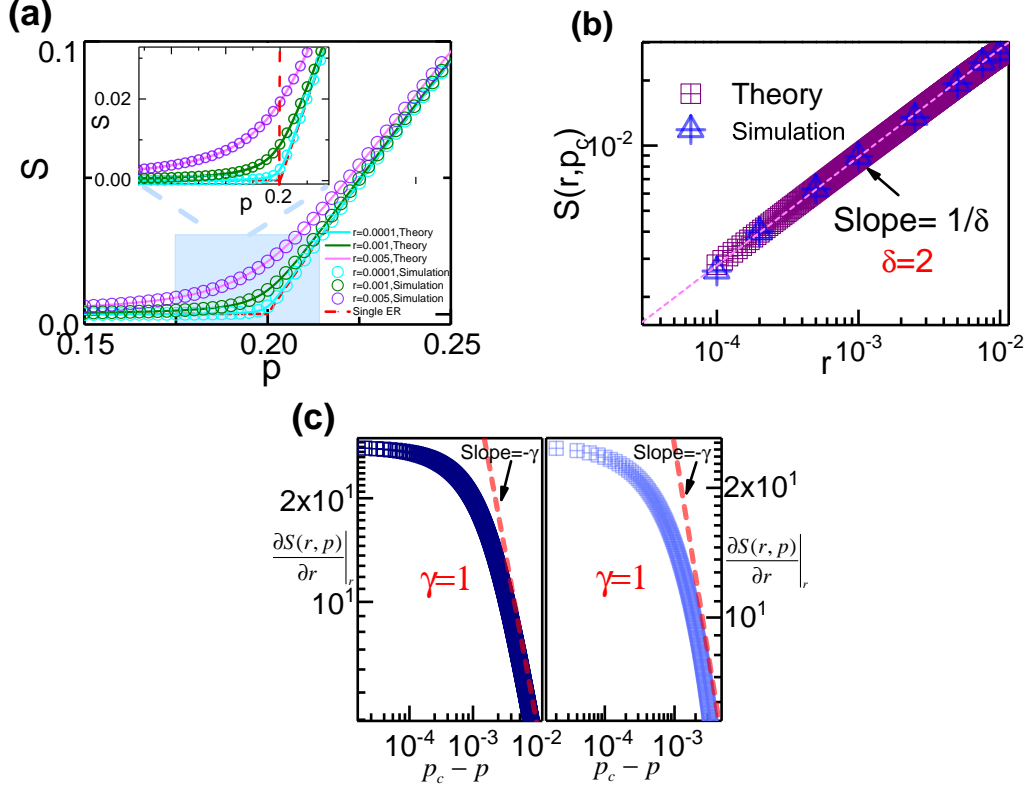 (a)
0.1
S
0.0
0.15
0.20
0.25
p
0.02
S
0.00
p
0.2
r=0.0001,Theory
r=0.001,Theory
r=0.005,Theory
r=0.0001,Simulation
r=0.001,Simulation
r=0.005,Simulation
Single ER
(b)
S(r,p_c)
10^-2
Theory
Simulation
Slope= 1/δ
δ=2
10^-4
10^-3
10^-2
r
(c)
2x10^1
10^1
∂S(r, p)
∂r |_r
Slope=-γ
γ=1
10^-4
10^-3
10^-2
p_c − p
Slope=-γ
γ=1
2x10^1
10^1
∂S(r, p)
∂r |_r
10^-4
10^-3
p_c − p